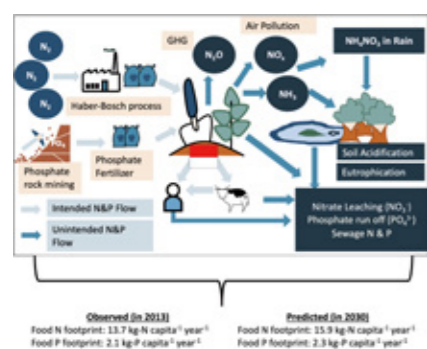 Air Pollution
GHG
N₂
N₂
N₂
N₂O
NOₓ
NH₄NO₃ in Rain
NH₃
Haber-Bosch process
PO₄
Phosphate
rock mining
Phosphate
Fertilizer
Soil Acidification
Eutrophication
Intended N&P Flow
Unintended N&P
Flow
Nitrate Leaching (NO₃⁻)
Phosphate run off (PO₄³⁻)
Sewage N & P
Observed (in 2013)
Food N footprint: 13.7 kg-N capita⁻¹ year⁻¹
Food P footprint: 2.1 kg-P capita⁻¹ year⁻¹
Predicted (in 2030)
Food N footprint: 15.9 kg-N capita⁻¹ year⁻¹
Food P footprint: 2.3 kg-P capita⁻¹ year⁻¹